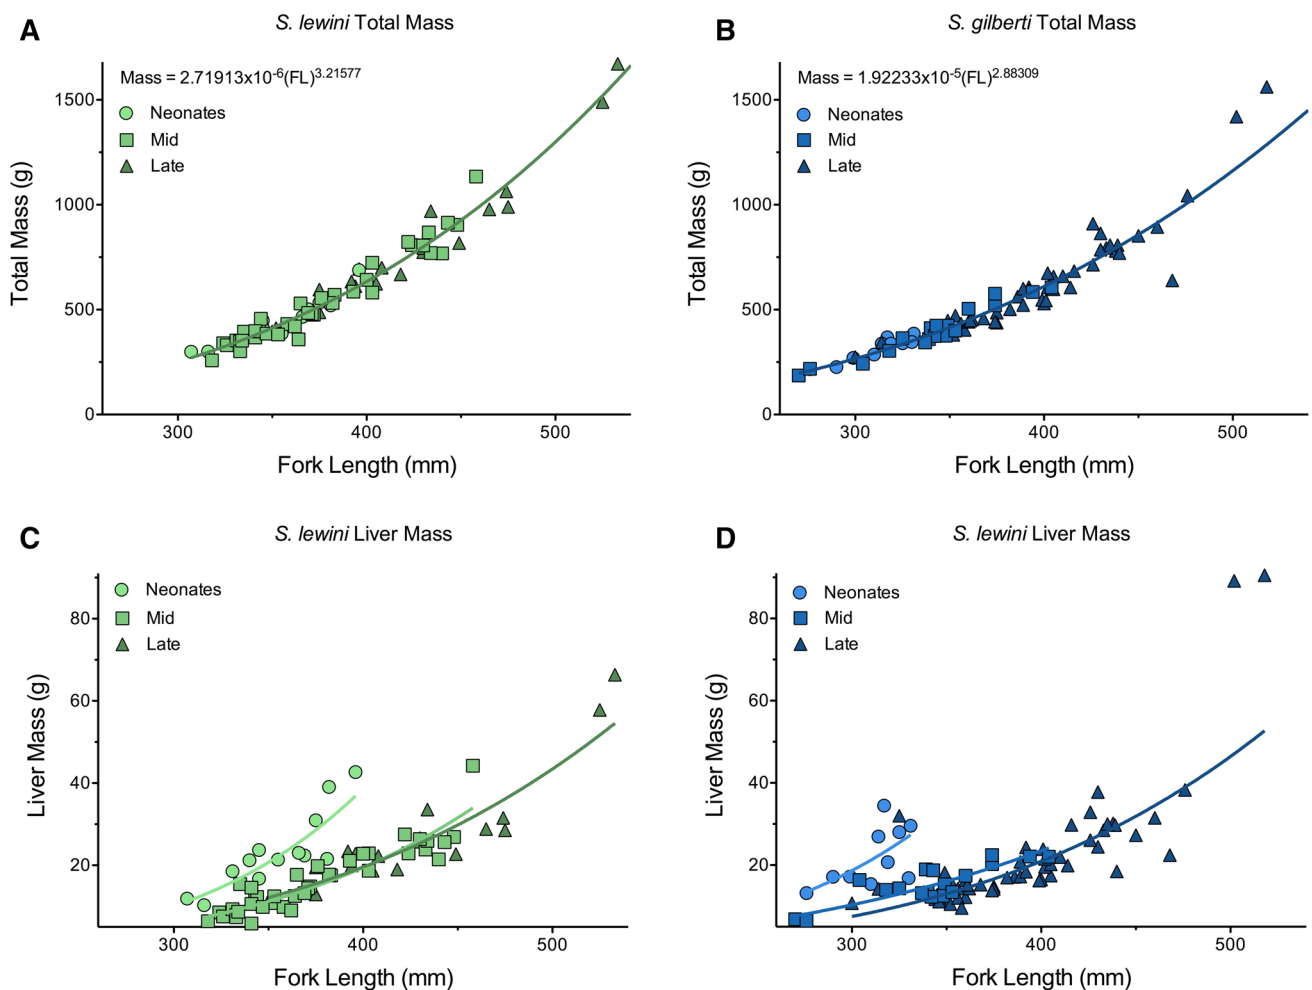 A
S. lewini Total Mass
Mass = 2.71913x10-6(FL)3.21577
Neonates
Mid
Late
Total Mass (g)
1500
1000
500
0
300
400
500
Fork Length (mm)
B
S. gilberti Total Mass
Mass = 1.92233x10-5(FL)2.88309
Neonates
Mid
Late
Total Mass (g)
1500
1000
500
0
300
400
500
Fork Length (mm)
C
S. lewini Liver Mass
Neonates
Mid
Late
Liver Mass (g)
80
60
40
20
300
400
500
Fork Length (mm)
D
S. lewini Liver Mass
Neonates
Mid
Late
Liver Mass (g)
80
60
40
20
300
400
500
Fork Length (mm)